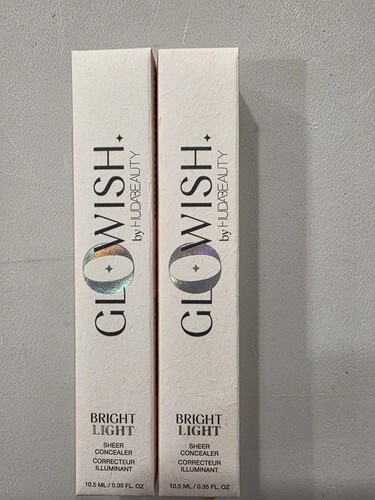 GLOWISH.
by HUDABEAUTY
BRIGHT
LIGHT
SHEER
CONCEALER
CORRECTEUR
ILLUMINANT
10.5 ML / 0.35 FL. OZ
GLOWISH.
by HUDABEAUTY
BRIGHT
LIGHT
SHEER
CONCEALER
CORRECTEUR
ILLUMINANT
10.5 ML / 0.35 FL. OZ